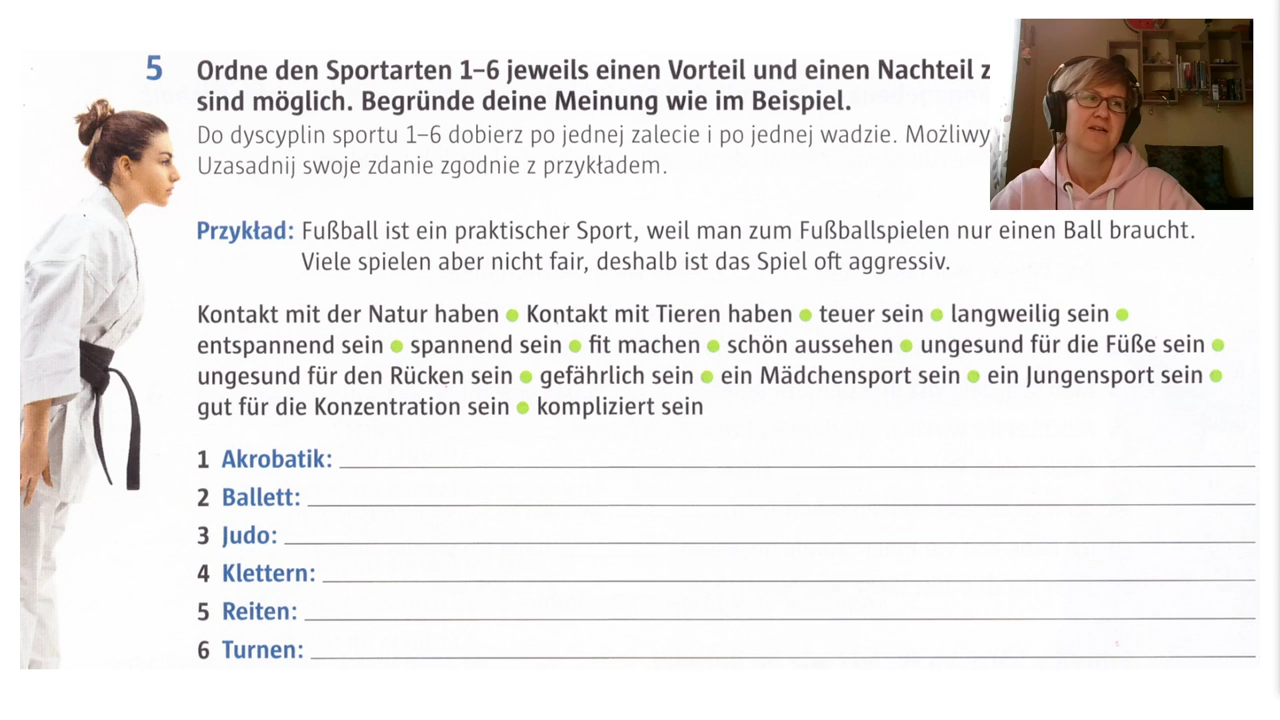 5 Ordne den Sportarten 1–6 jeweils einen Vorteil und einen Nachteil
sind möglich. Begründe deine Meinung wie im Beispiel.
Do dyscyplin sportu 1–6 dobierz po jednej zalecie i po jednej wadzie.
Uzasadnij swoje zdanie zgodnie z przykładem.
Przykład: Fußball ist ein praktischer Sport, weil man zum Fußballspielen nur einen Ball braucht.
Viele spielen aber nicht fair, deshalb ist das Spiel oft aggressiv.
Kontakt mit der Natur haben ● Kontakt mit Tieren haben ● teuer sein ● langweilig sein ●
entspannend sein ● spannend sein ● fit machen ● schön aussehen ● ungesund für die Füße sein ●
ungesund für den Rücken sein ● gefährlich sein ● ein Mädchensport sein ● ein Jungensport sein ●
gut für die Konzentration sein ● kompliziert sein
1 Akrobatik:
2 Ballett:
3 Judo:
4 Klettern:
5 Reiten:
6 Turnen: